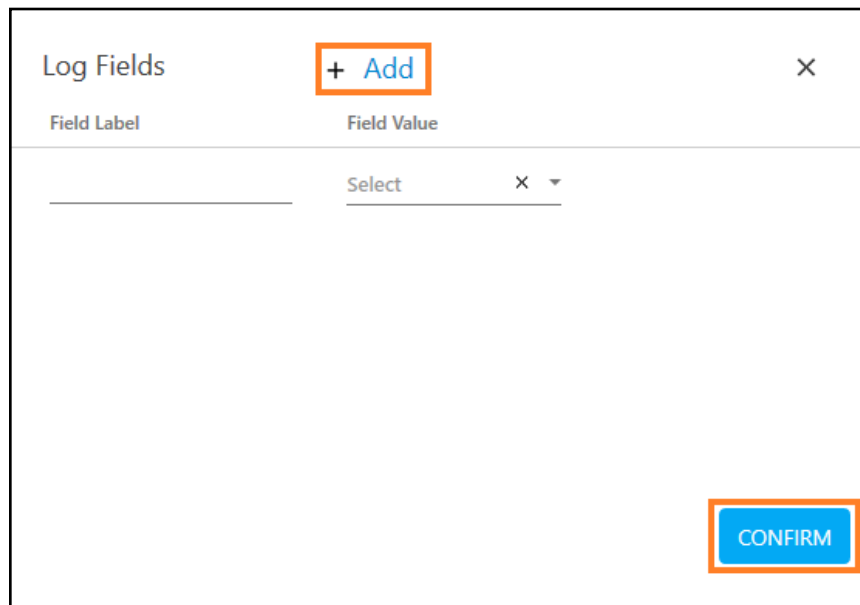 Log Fields
+ Add
Field Label
Field Value
Select
CONFIRM